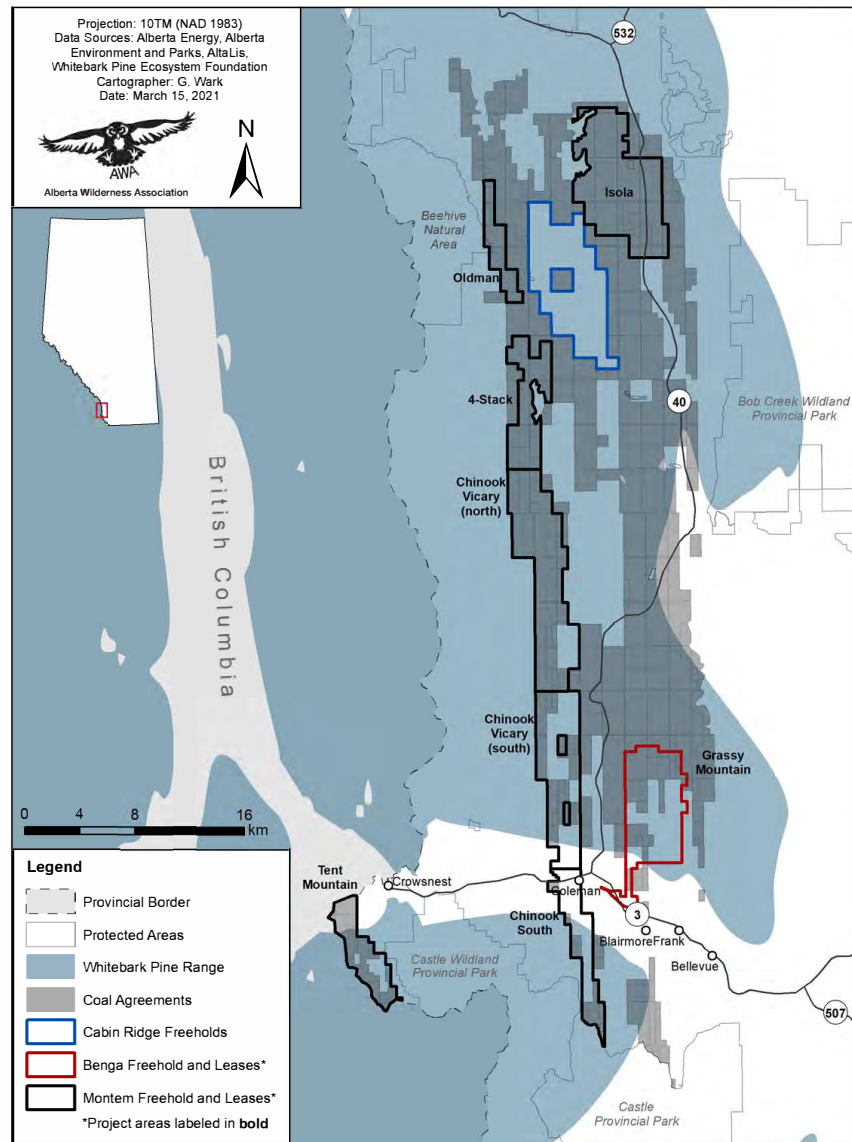 Projection: 10TM (NAD 1983)
Data Sources: Alberta Energy, Alberta
Environment and Parks, AltaLis,
Whitebark Pine Ecosystem Foundation
Cartographer: G. Wark
Date: March 15, 2021
AWA
Alberta Wilderness Association
N
532
Isola
Beehive
Natural
Area
Oldman
4-Stack
40
Bob Creek Wildland
Provincial Park
Chinook
Vicary
(north)
British Columbia
Chinook
Vicary
(south)
Grassy
Mountain
0 4 8 16
km
Tent
Mountain
Crowsnest
Coleman
3
Chinook
South
Blairmore
Frank
Bellevue
Castle Wildland
Provincial Park
507
Castle
Provincial Park
Legend
Provincial Border
Protected Areas
Whitebark Pine Range
Coal Agreements
Cabin Ridge Freeholds
Benga Freehold and Leases*
Montem Freehold and Leases*
*Project areas labeled in bold